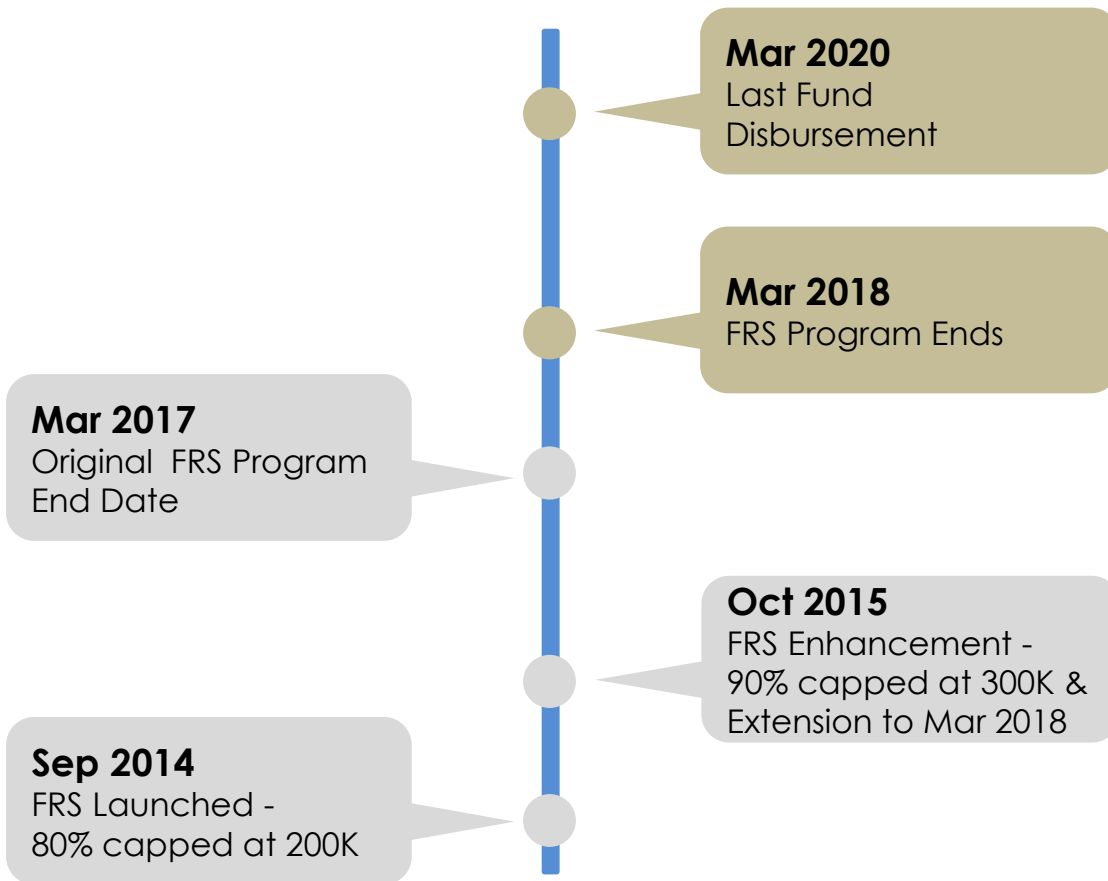 Mar 2020
Last Fund
Disbursement
Mar 2018
FRS Program Ends
Mar 2017
Original  FRS Program
End Date
Oct 2015
FRS Enhancement -
90% capped at 300K &
Extension to Mar 2018
Sep 2014
FRS Launched -
80% capped at 200K